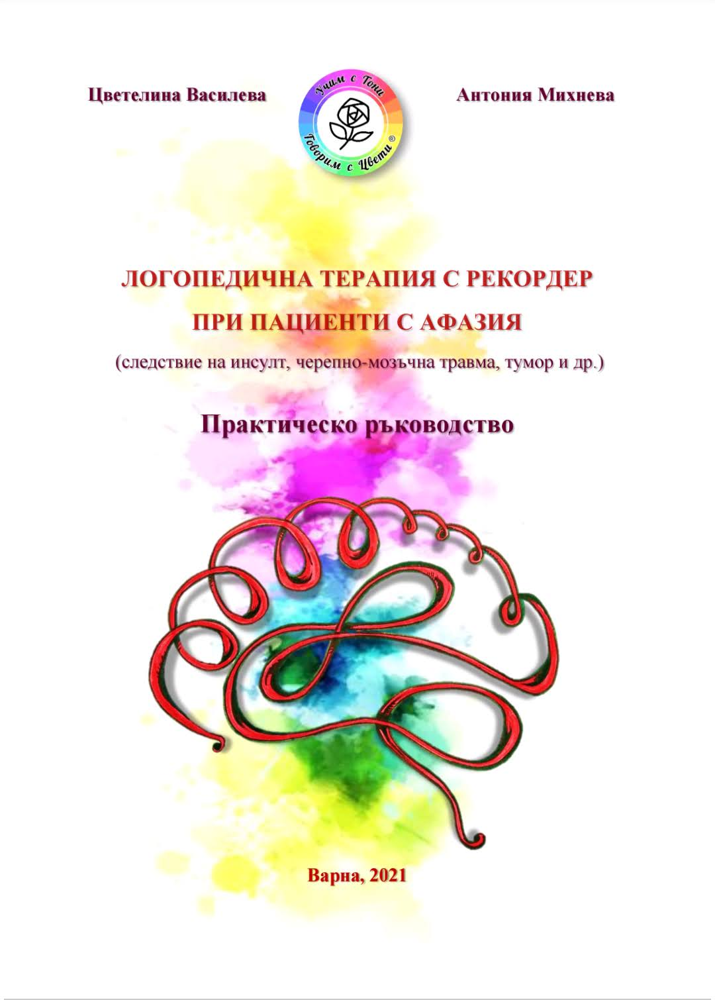 Цветелина Василева
Учим с Тони
Говорим с Цвети ®
Антония Михнева
ЛОГОПЕДИЧНА ТЕРАПИЯ С РЕКОРДЕР
ПРИ ПАЦИЕНТИ С АФАЗИЯ
(следствие на инсулт, черепно-мозъчна травма, тумор и др.)
Практическо ръководство
Варна, 2021